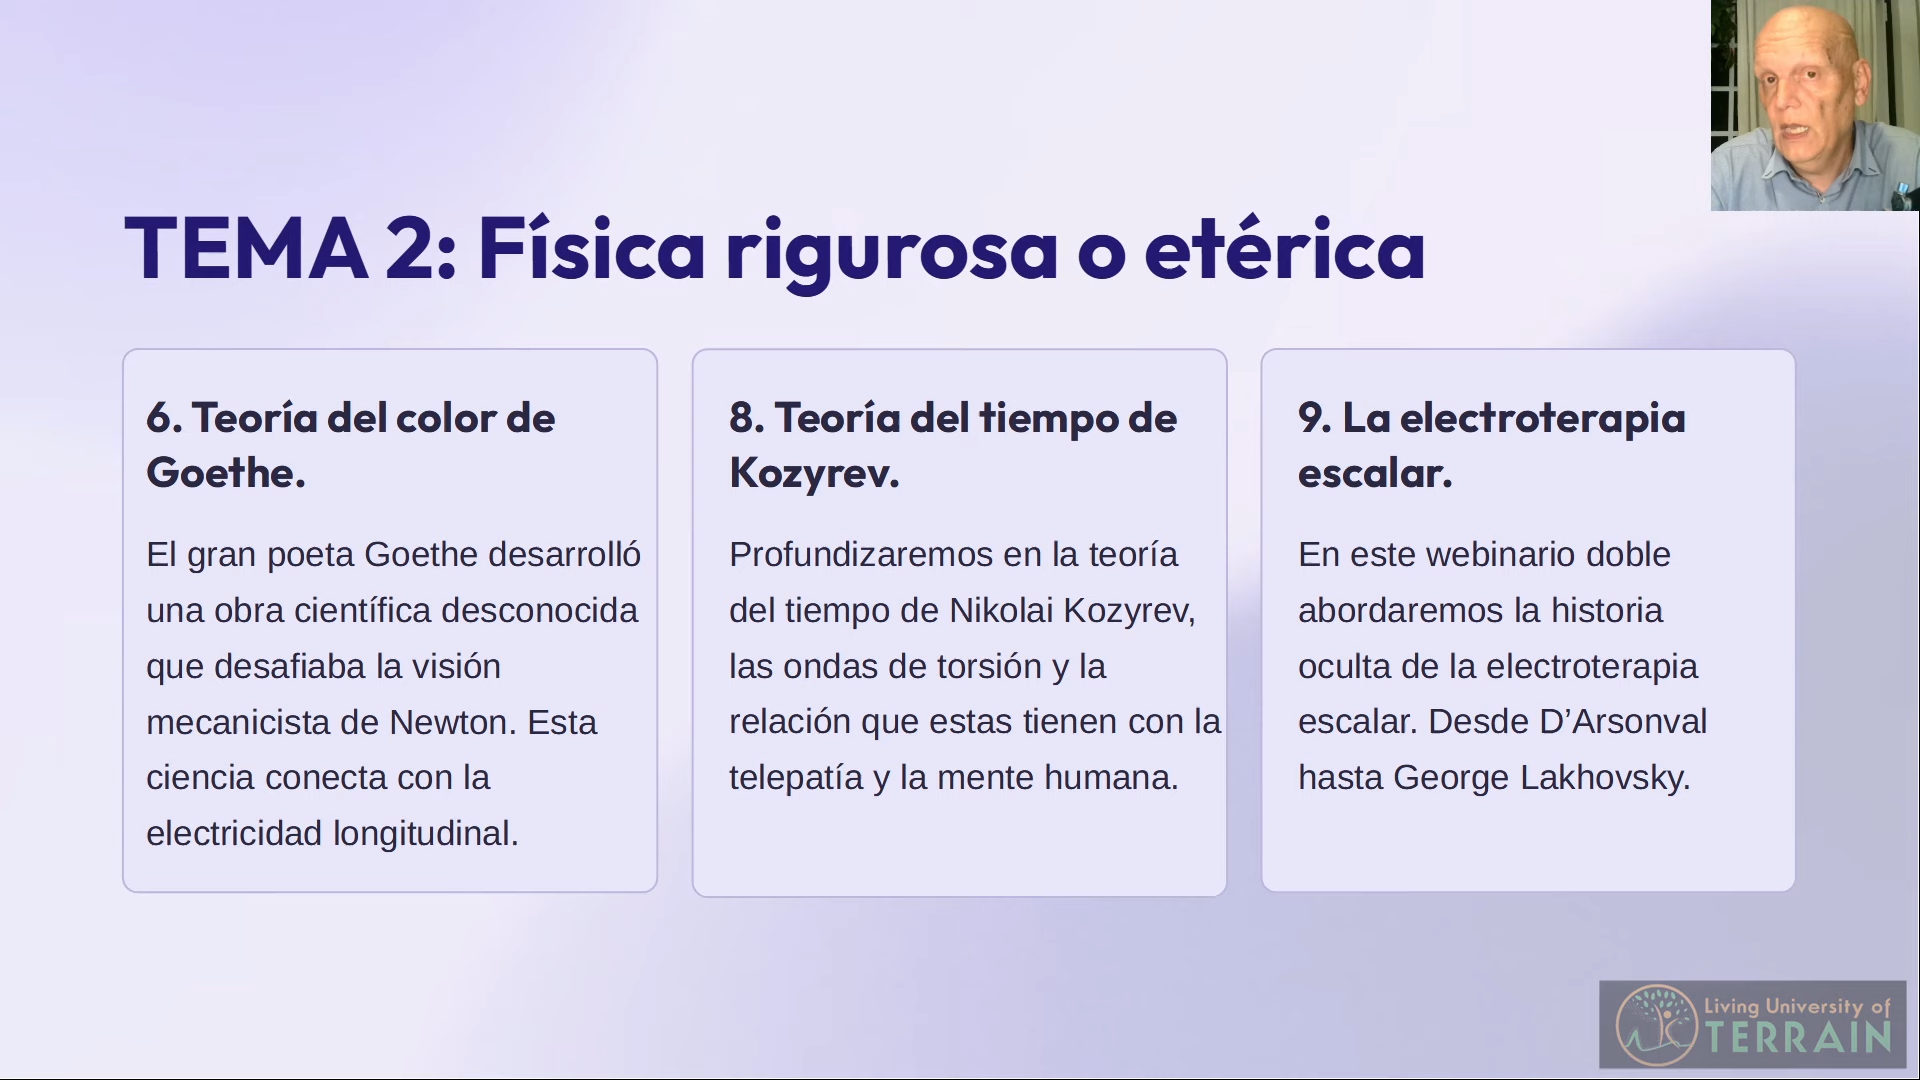 TEMA 2: Física rigurosa o etérica
6. Teoría del color de
Goethe.
El gran poeta Goethe desarrolló
una obra científica desconocida
que desafiaba la visión
mecanicista de Newton. Esta
ciencia conecta con la
electricidad longitudinal.
8. Teoría del tiempo de
Kozyrev.
Profundizaremos en la teoría
del tiempo de Nikolai Kozyrev,
las ondas de torsión y la
relación que estas tienen con la
telepatía y la mente humana.
9. La electroterapia
escalar.
En este webinario doble
abordaremos la historia
oculta de la electroterapia
escalar. Desde D’Arsonval
hasta George Lakhovsky.
Living University of
TERRAIN